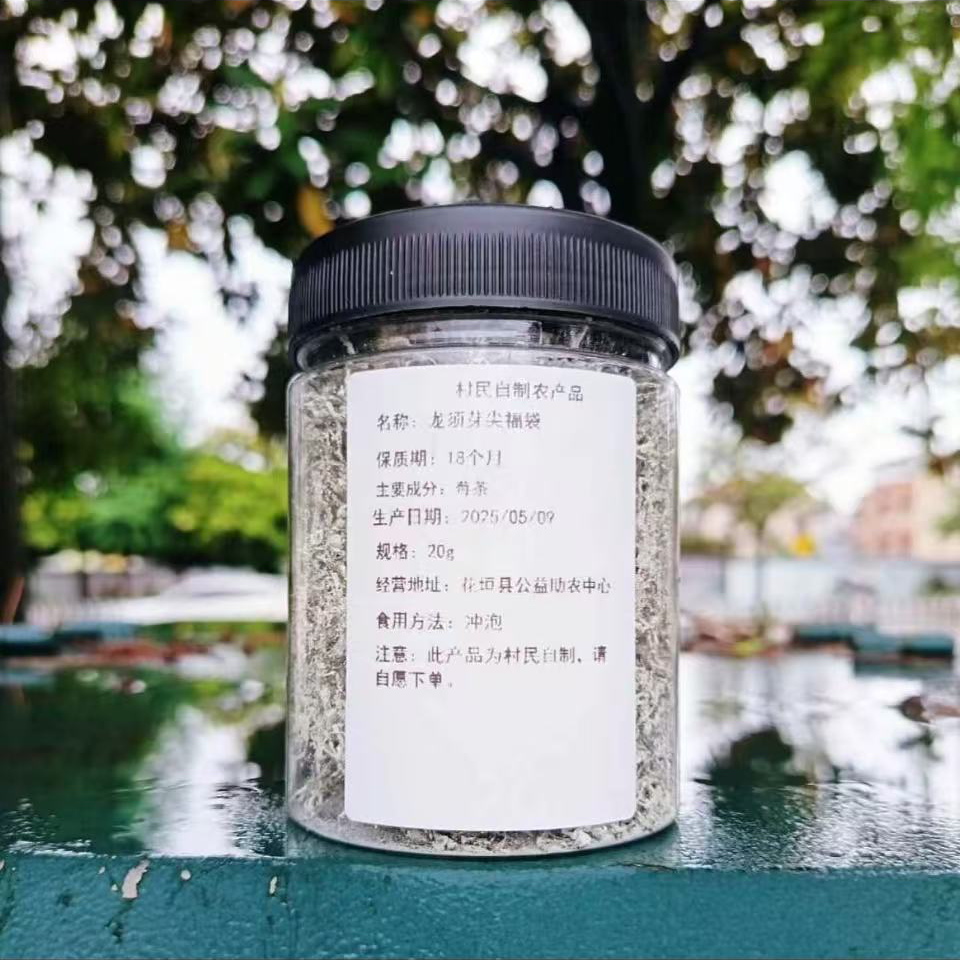 村民自制农产品
名称：龙须芽尖福袋
保质期：18个月
主要成分：莓茶
生产日期：2025/05/09
规格：20g
经营地址：花垣县公益助农中心
食用方法：冲泡
注意：此产品为村民自制，请
自愿下单。